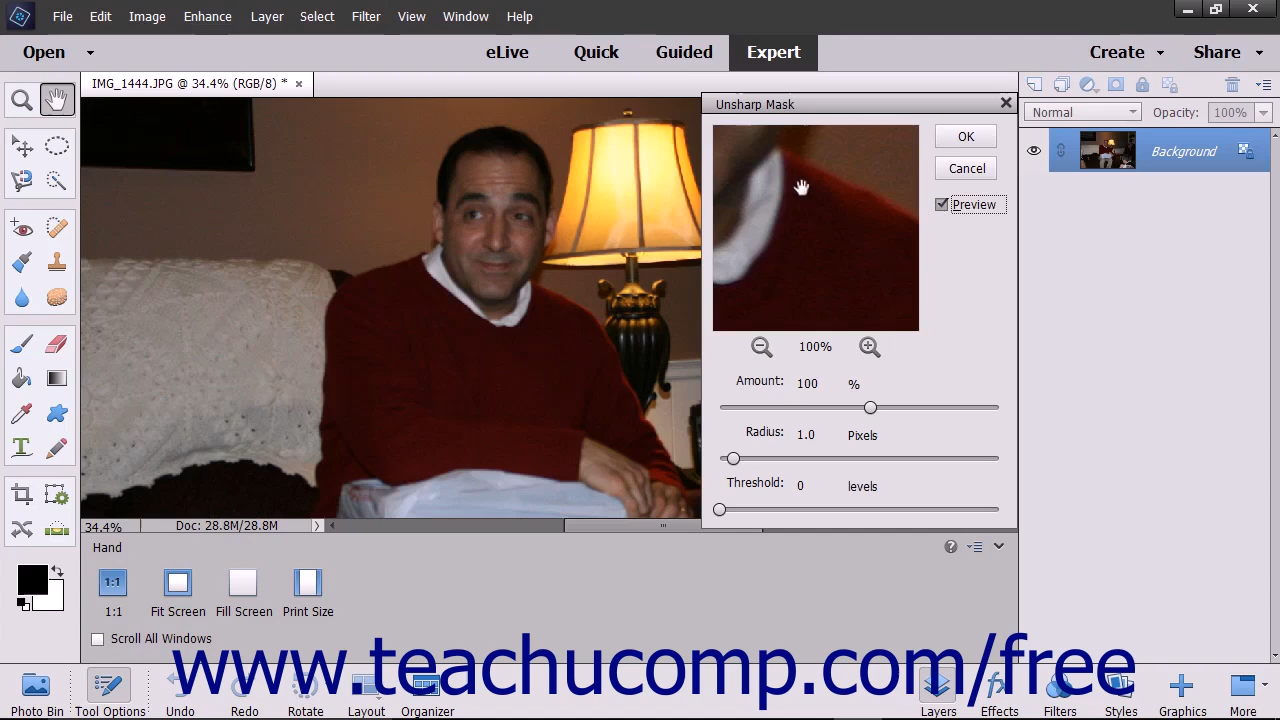 File Edit Image Enhance Layer Select Filter View Window Help
Open eLive Quick Guided Expert Create Share
IMG_1444.JPG @ 34.4% (RGB/8) * ×
Unsharp Mask
Normal Opacity: 100%
OK
Cancel
Preview
Background
100%
Amount: 100 %
Radius: 1.0 Pixels
Threshold: 0 levels
34.4% Doc: 28.8M/28.8M
Hand
1:1
1:1 Fit Screen Fill Screen Print Size
Scroll All Windows
www.teachucomp.com/free
Photo Bin Tool Options Undo Redo Rotate Layout Organizer Layers Effects Filters Styles Graphics More